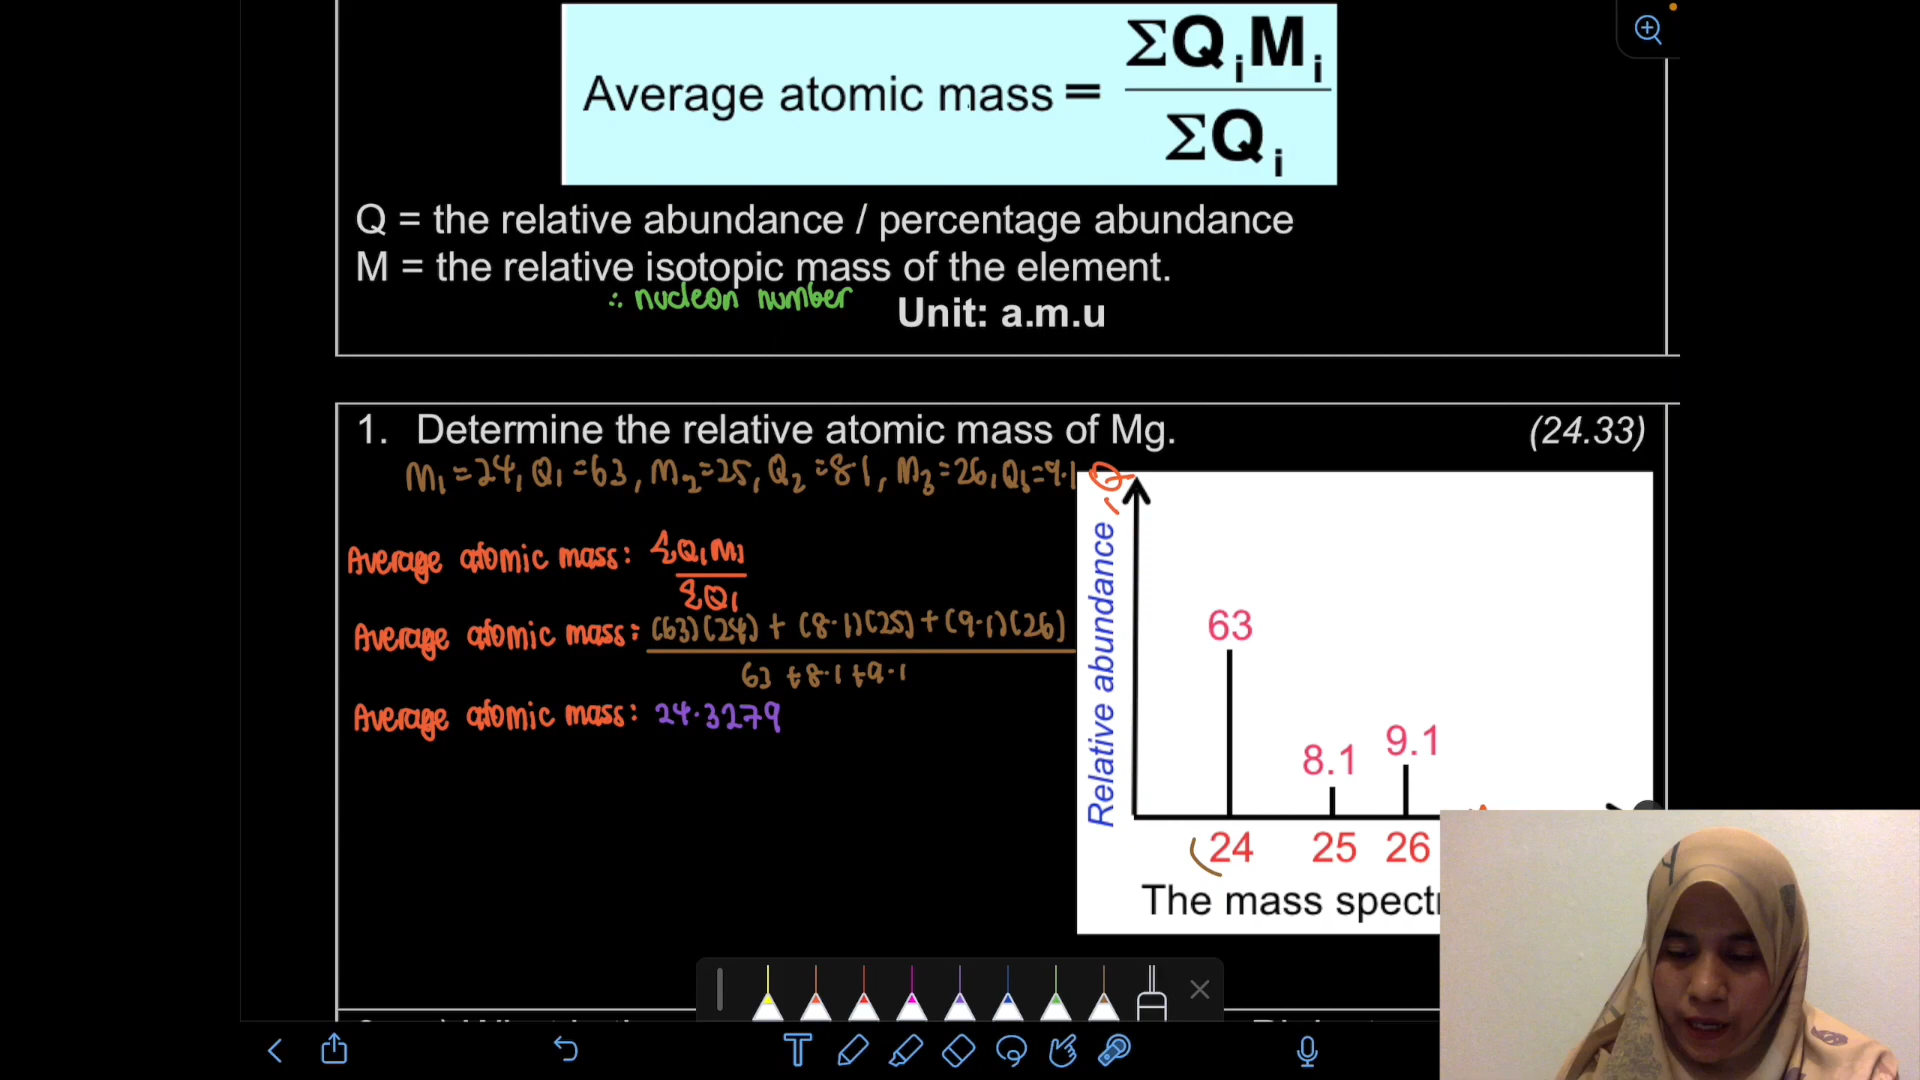 Average atomic mass = ΣQiMi / ΣQi
Q = the relative abundance / percentage abundance
M = the relative isotopic mass of the element.
∴ nucleon number
Unit: a.m.u
1. Determine the relative atomic mass of Mg. (24.33)
M1 = 24, Q1 = 63, M2 = 25, Q2 = 8.1, M3 = 26, Q3 = 9.1
, Q
Average atomic mass: ΣQiMi / ΣQi
Average atomic mass: (63)(24) + (8.1)(25) + (9.1)(26) / 63 + 8.1 + 9.1
Average atomic mass: 24.3279
Relative abundance
63
8.1
9.1
24 25 26
The mass spectr
T